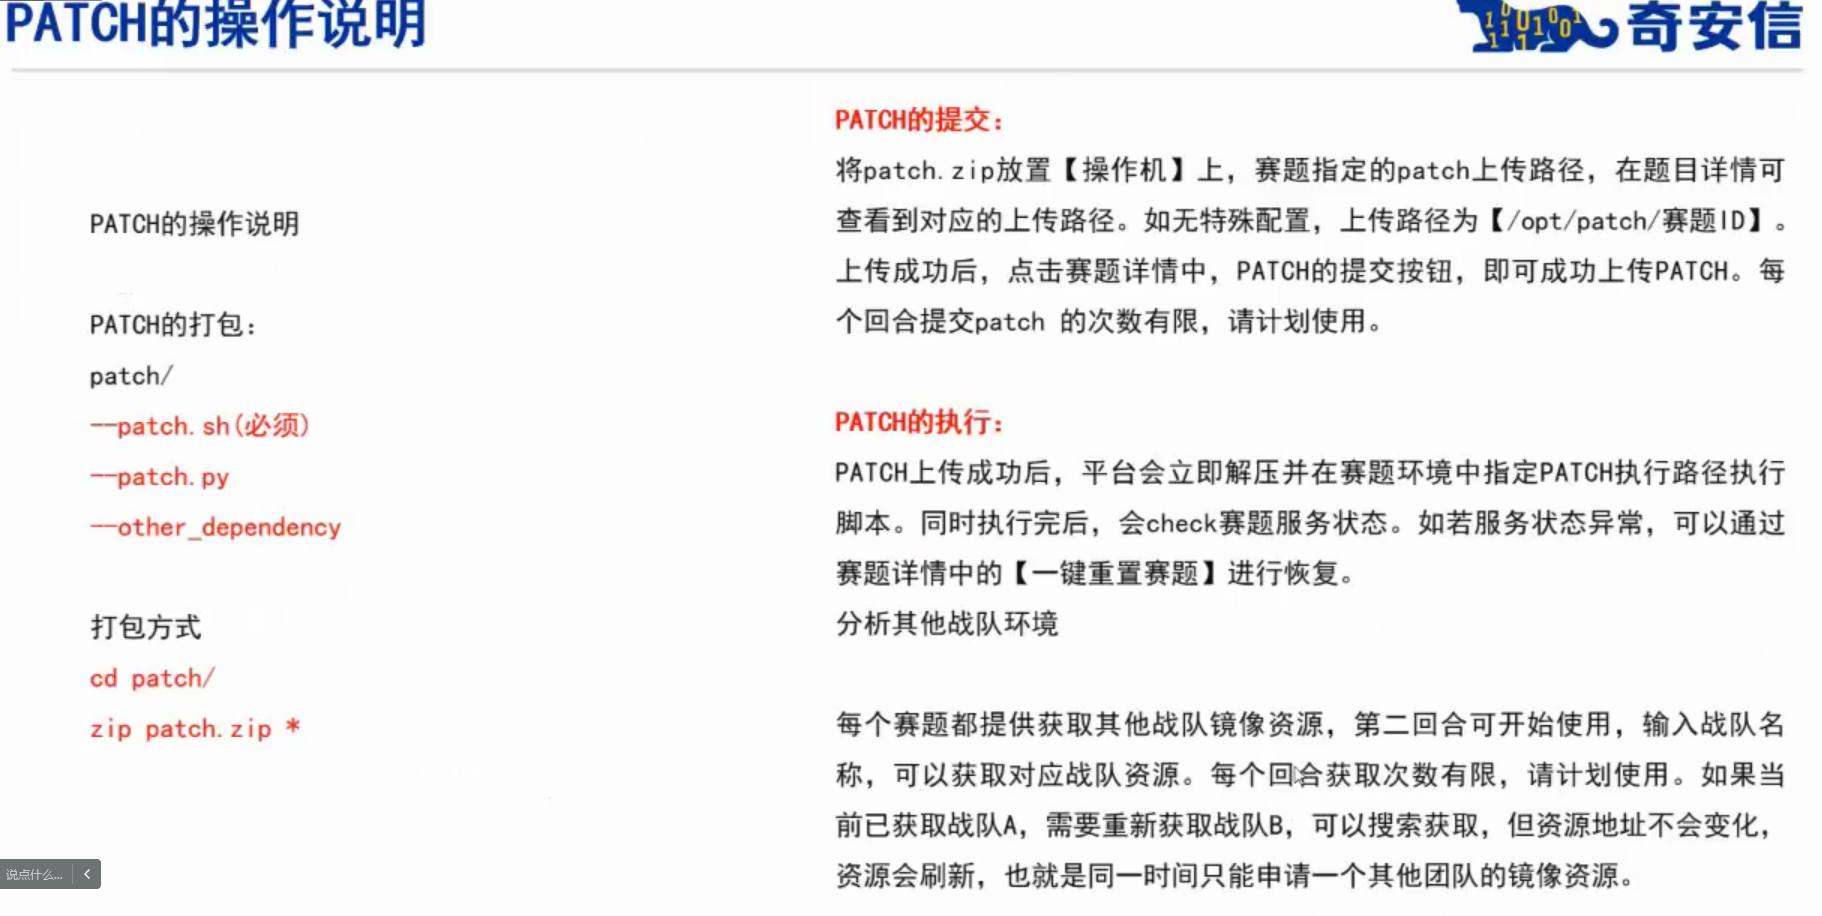 PATCH的操作说明
奇安信
PATCH的操作说明
PATCH的打包：
patch/
--patch.sh(必须)
--patch.py
--other_dependency
打包方式
cd patch/
zip patch.zip *
PATCH的提交：
将patch.zip放置【操作机】上，赛题指定的patch上传路径，在题目详情可
查看到对应的上传路径。如无特殊配置，上传路径为【/opt/patch/赛题ID】。
上传成功后，点击赛题详情中，PATCH的提交按钮，即可成功上传PATCH。每
个回合提交patch 的次数有限，请计划使用。
PATCH的执行：
PATCH上传成功后，平台会立即解压并在赛题环境中指定PATCH执行路径执行
脚本。同时执行完后，会check赛题服务状态。如若服务状态异常，可以通过
赛题详情中的【一键重置赛题】进行恢复。
分析其他战队环境
每个赛题都提供获取其他战队镜像资源，第二回合可开始使用，输入战队名
称，可以获取对应战队资源。每个回合获取次数有限，请计划使用。如果当
前已获取战队A，需要重新获取战队B，可以搜索获取，但资源地址不会变化，
资源会刷新，也就是同一时间只能申请一个其他团队的镜像资源。
说点什么...